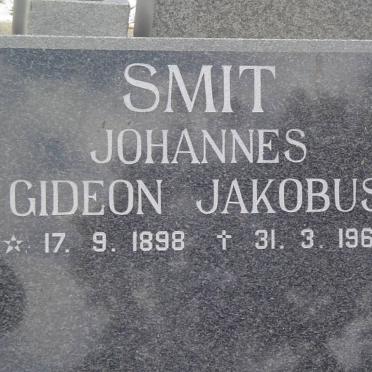 SMIT
JOHANNES
GIDEON JAKOBUS
☆ 17. 9. 1898 † 31. 3. 196